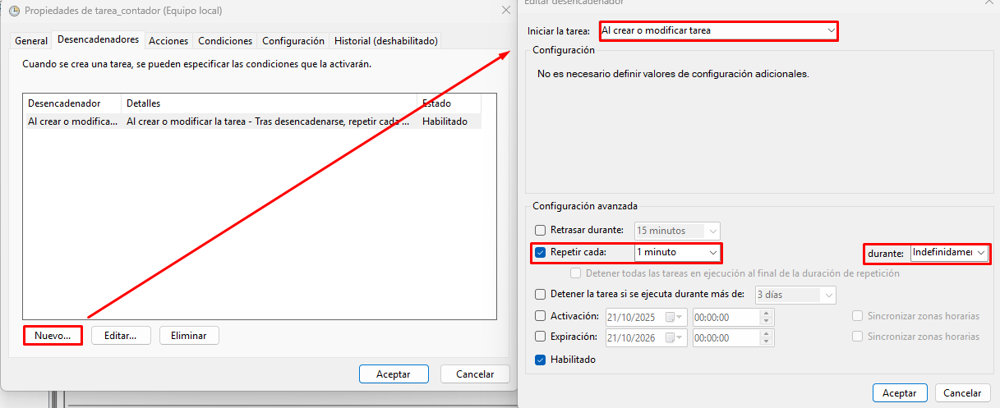 Propiedades de tarea_contador (Equipo local)
General Desencadenadores Acciones Condiciones Configuración Historial (deshabilitado)
Cuando se crea una tarea, se pueden especificar las condiciones que la activarán.
Desencadenador Detalles Estado
Al crear o modifica... Al crear o modificar la tarea - Tras desencadenarse, repetir cada ... Habilitado
Nuevo... Editar... Eliminar
Aceptar Cancelar
Editar desencadenador
Iniciar la tarea: Al crear o modificar tarea
Configuración
No es necesario definir valores de configuración adicionales.
Configuración avanzada
Retrasar durante: 15 minutos
Repetir cada: 1 minuto durante: Indefinidamer
Detener todas las tareas en ejecución al final de la duración de repetición
Detener la tarea si se ejecuta durante más de: 3 días
Activación: 21/10/2025 00:00:00 Sincronizar zonas horarias
Expiración: 21/10/2026 00:00:00 Sincronizar zonas horarias
Habilitado
Aceptar Cancelar